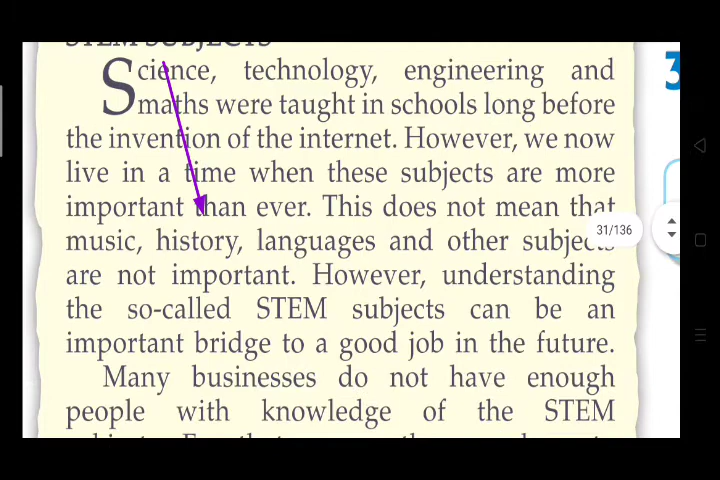 STEM SUBJECTS
Science, technology, engineering and
maths were taught in schools long before
the invention of the internet. However, we now
live in a time when these subjects are more
important than ever. This does not mean that
music, history, languages and other subjects
are not important. However, understanding
the so-called STEM subjects can be an
important bridge to a good job in the future.
Many businesses do not have enough
people with knowledge of the STEM
3
31/136